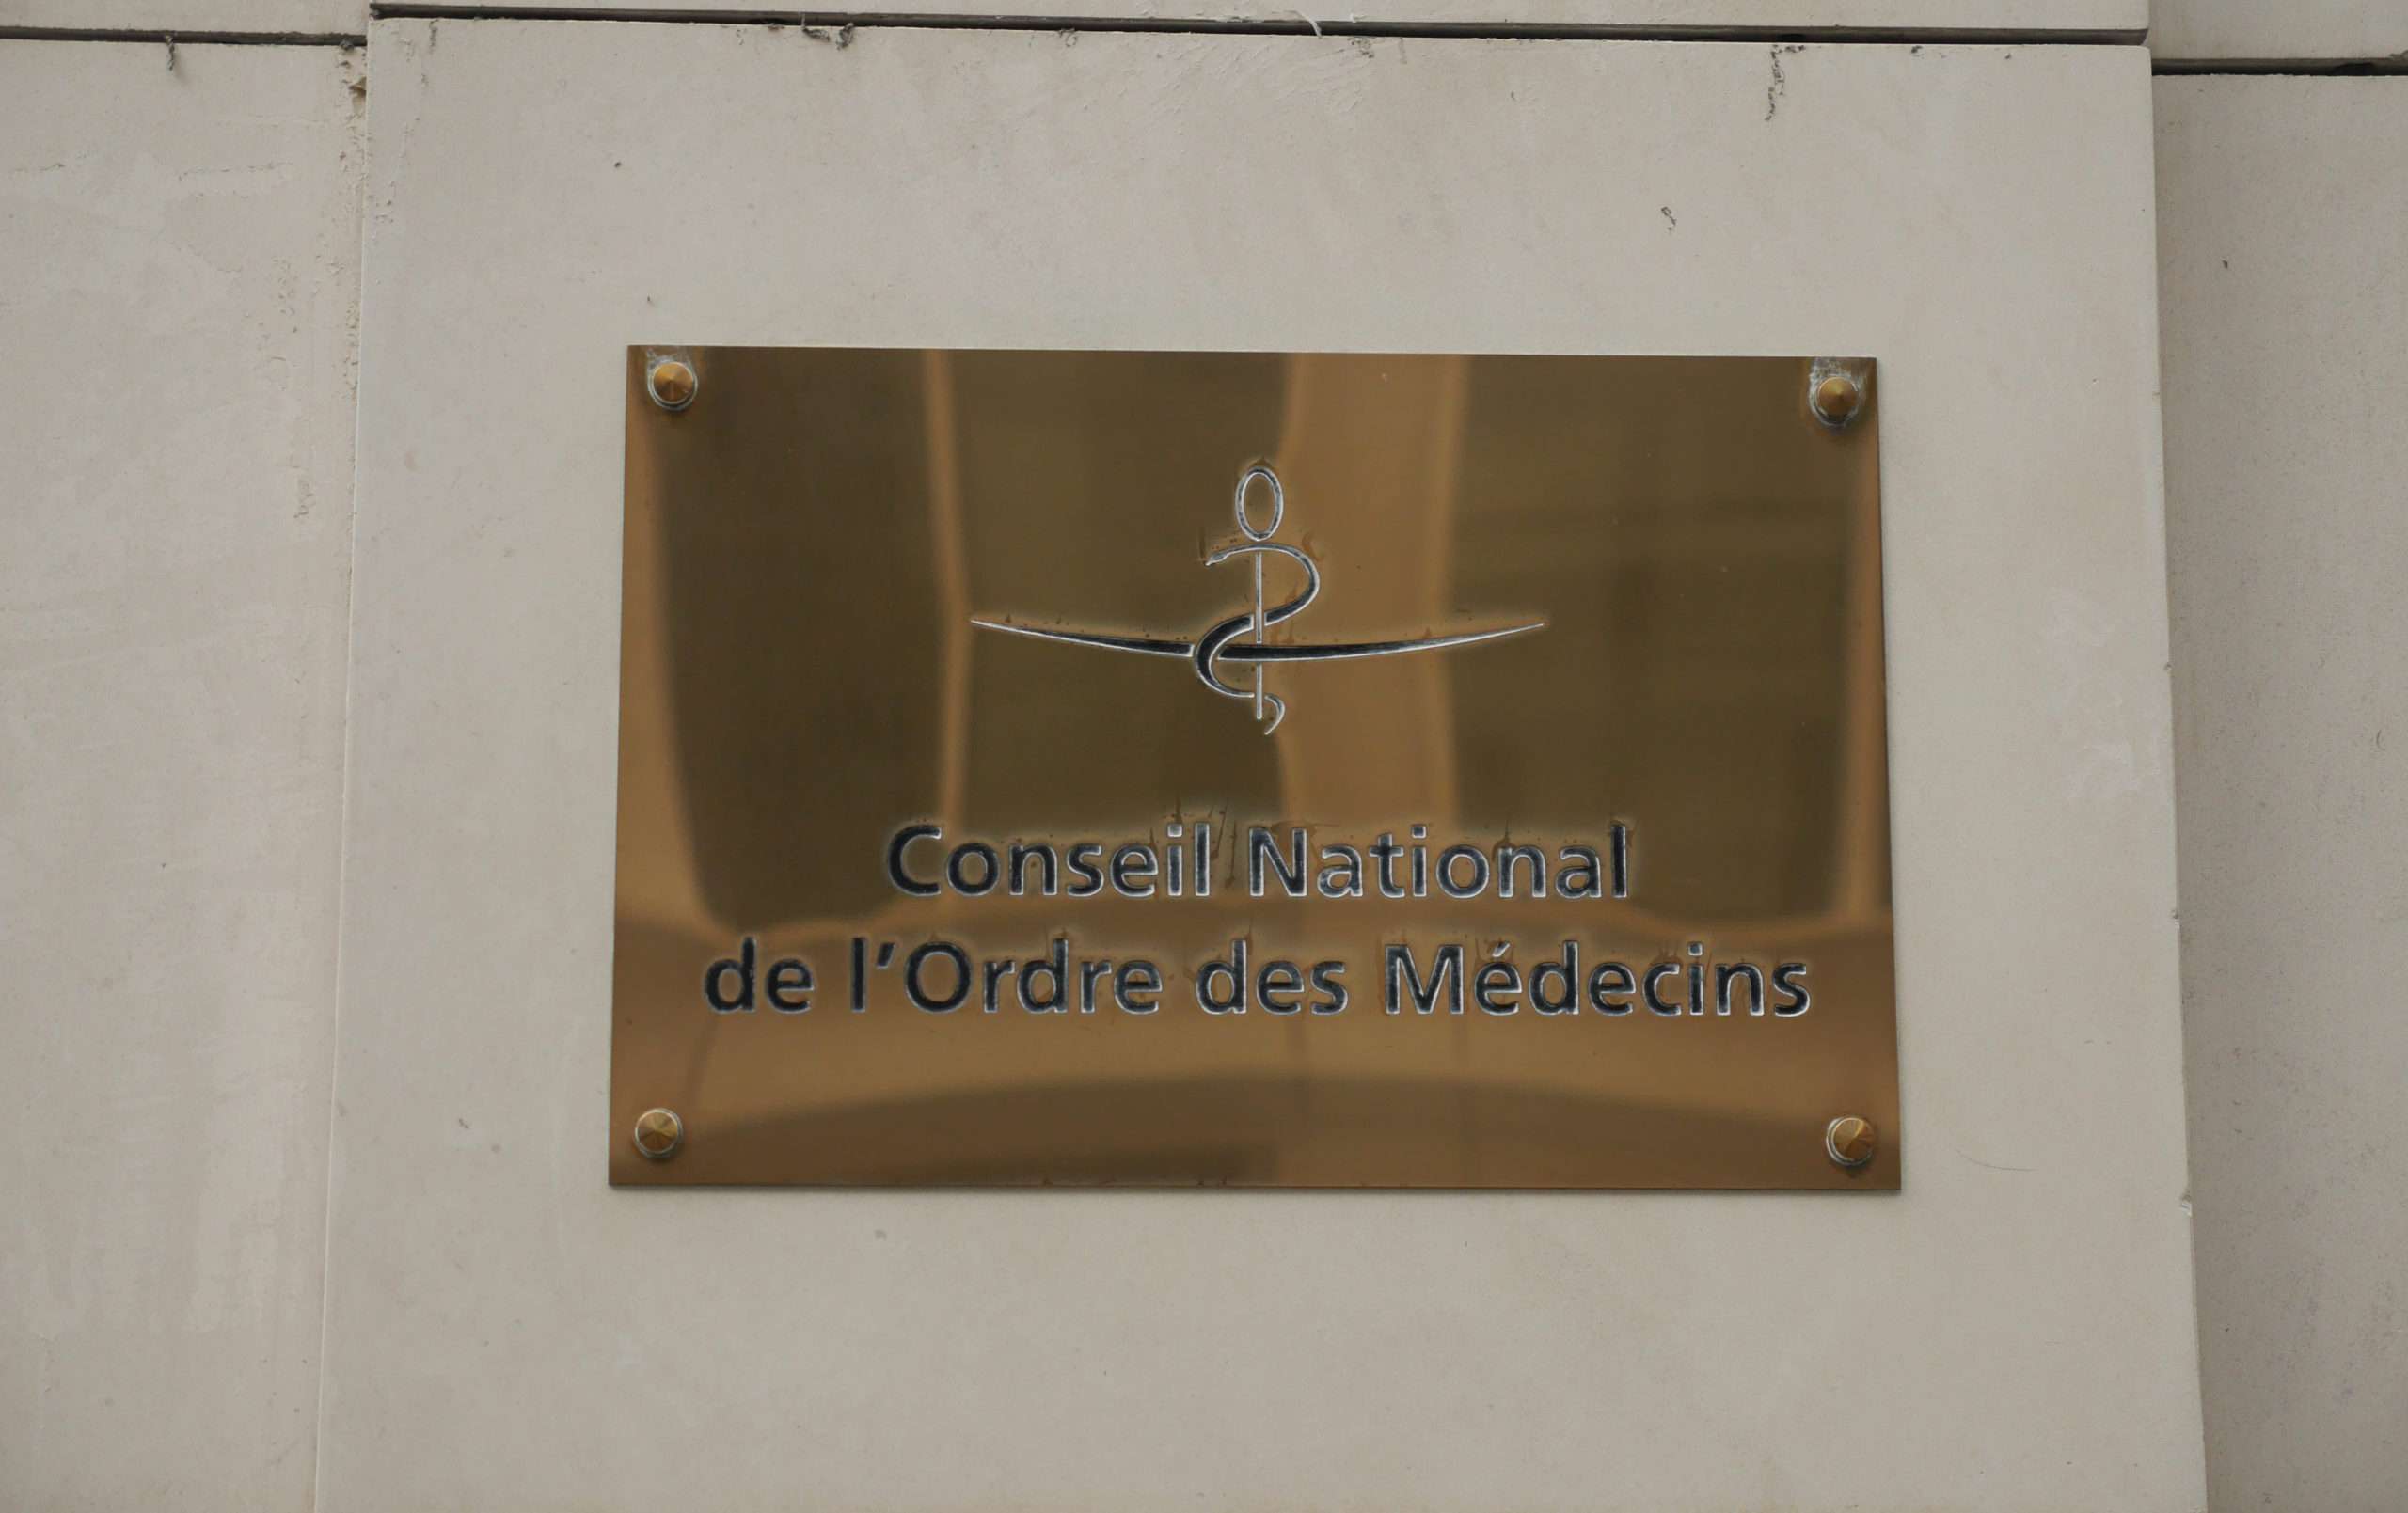 Conseil National
de l’Ordre des Médecins